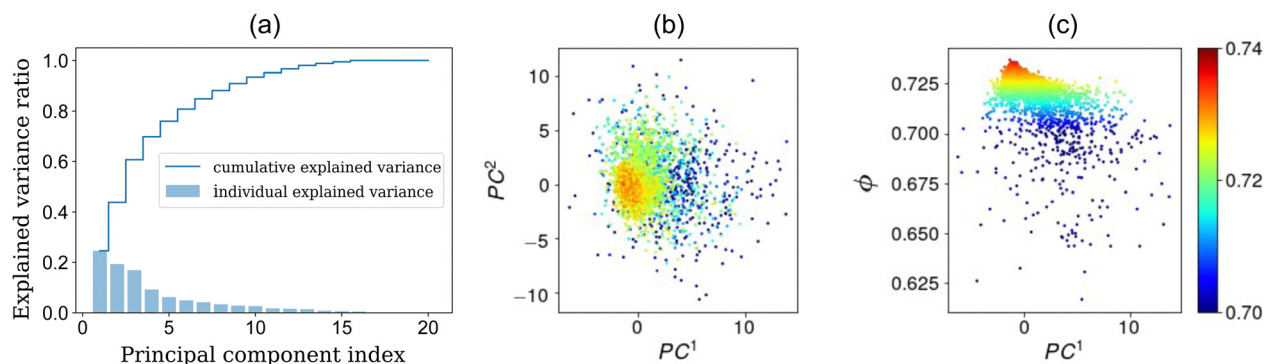 (a)
Explained variance ratio
1.0
0.8
0.6
0.4
0.2
0.0
cumulative explained variance
individual explained variance
0
5
10
15
20
Principal component index
(b)
PC²
10
5
0
−5
−10
0
10
PC¹
(c)
ϕ
0.725
0.700
0.675
0.650
0.625
0
10
PC¹
0.74
0.72
0.70